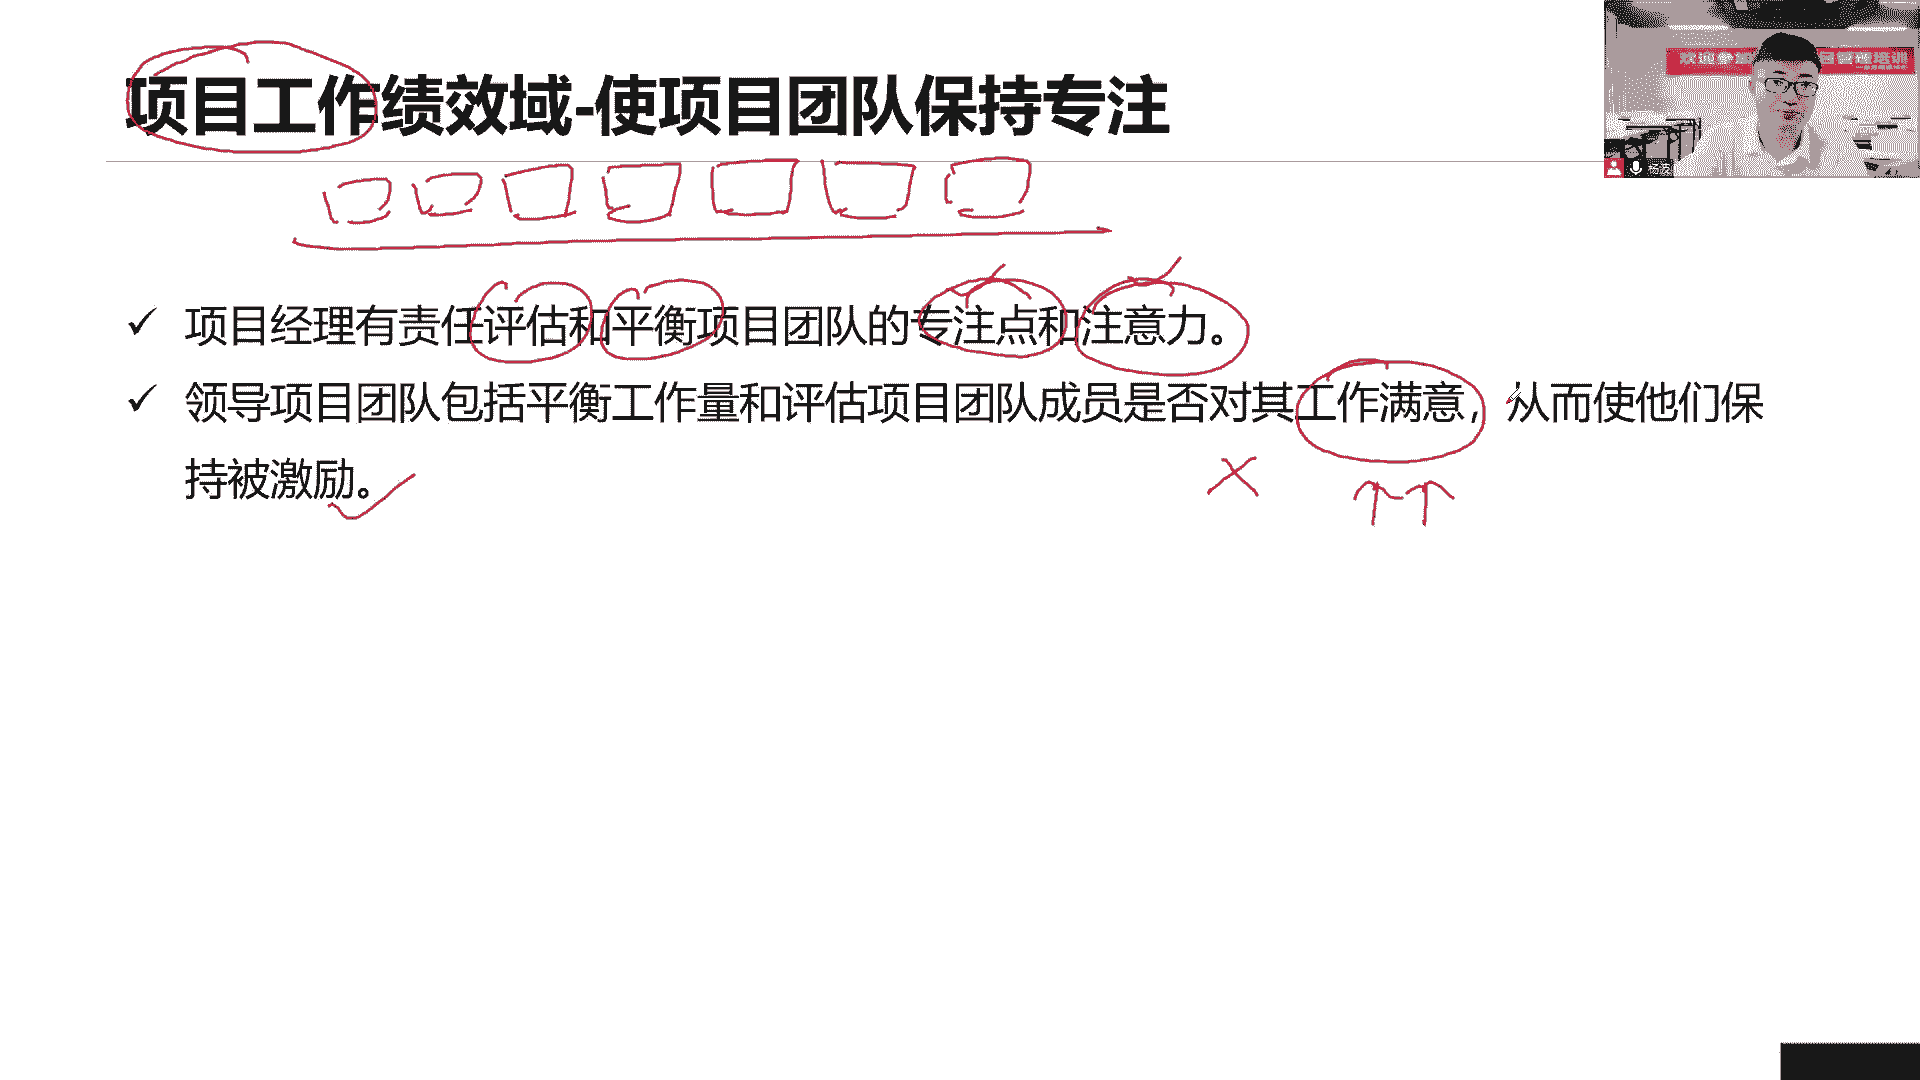 项目工作绩效域-使项目团队保持专注
✓ 项目经理有责任评估和平衡项目团队的专注点和注意力。
✓ 领导项目团队包括平衡工作量和评估项目团队成员是否对其工作满意，从而使他们保
持被激励。